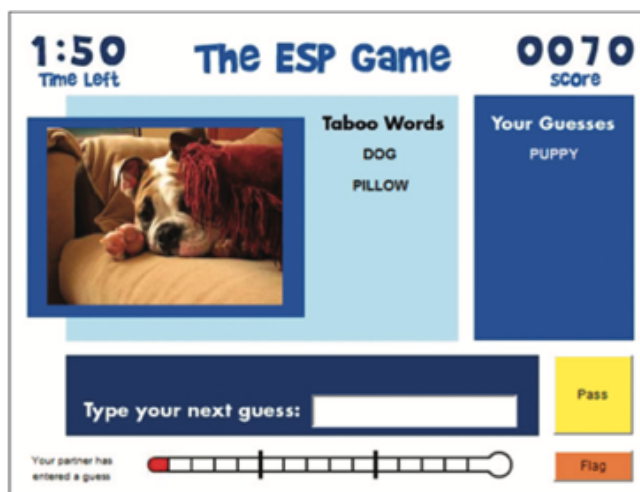 1:50
Time Left
The ESP Game
0070
score
Taboo Words
DOG
PILLOW
Your Guesses
PUPPY
Type your next guess:
Pass
Your partner has
entered a guess
Flag